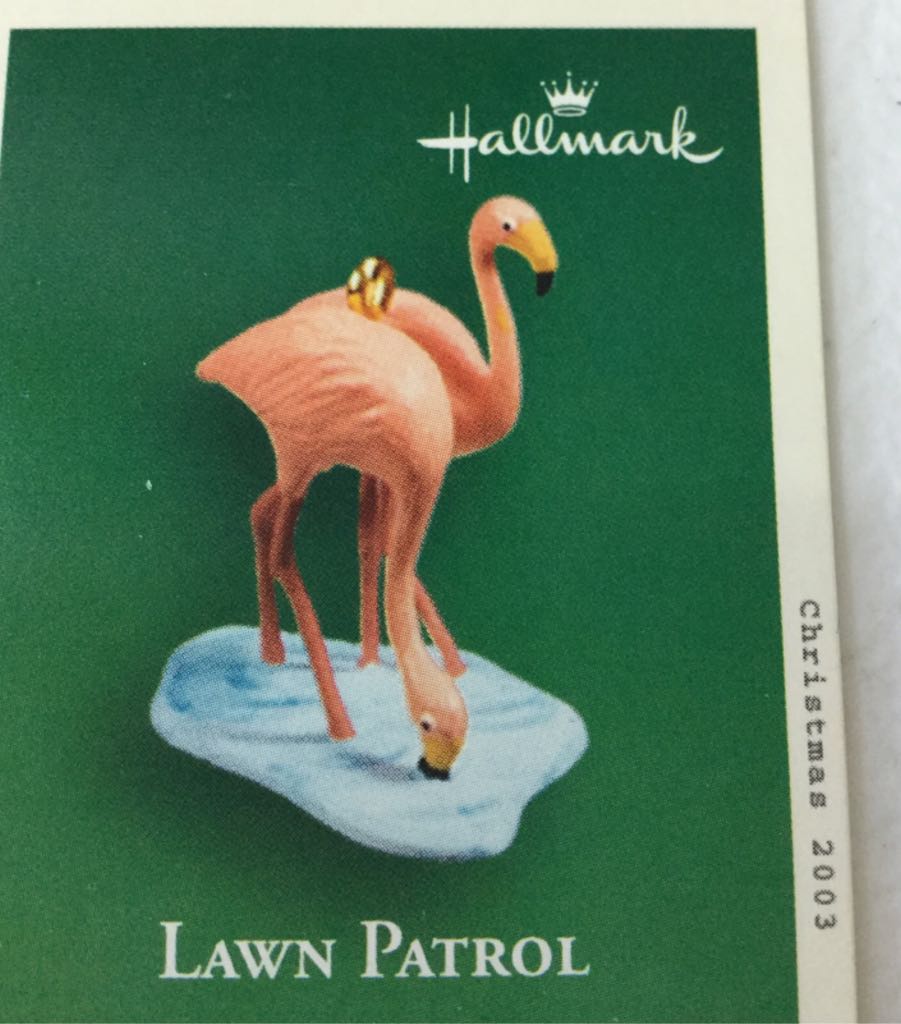 Hallmark
LAWN PATROL
Christmas 2003